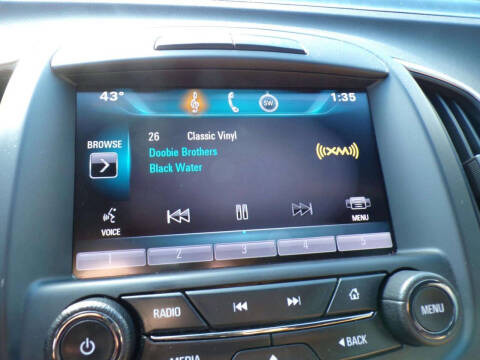 43°
SW
1:35
BROWSE
26 Classic Vinyl
Doobie Brothers
Black Water
XM
VOICE
MENU
1 2 3 4 5
RADIO
MENU
BACK
MEDIA